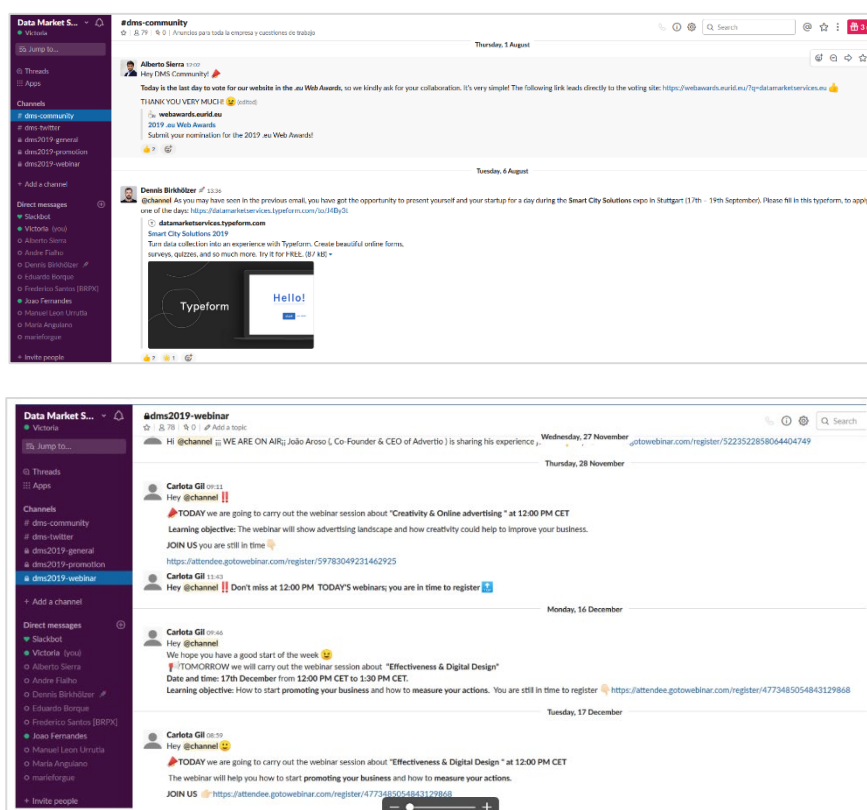 Data Market S...
Victoria
Jump to...
Threads
Apps
Channels
# dms-community
# dms-twitter
dms2019-general
dms2019-promotion
dms2019-webinar
+ Add a channel
Direct messages
Slackbot
Victoria (you)
Alberto Sierra
Andre Fialho
Dennis Birkhölzer
Eduardo Borque
Frederico Santos [BRPX]
Joao Fernandes
Manuel Leon Urrutia
Maria Anguiano
marieforgue
+ Invite people
#dms-community
79 | 0 | Anuncios para toda la empresa y cuestiones de trabajo
Search
Thursday, 1 August
Alberto Sierra 12:02
Hey DMS Community!
Today is the last day to vote for our website in the .eu Web Awards, so we kindly ask for your collaboration. It's very simple! The following link leads directly to the voting site: https://webawards.eurid.eu/?q=datamarketservices.eu
THANK YOU VERY MUCH! (edited)
webawards.eurid.eu
2019 .eu Web Awards
Submit your nomination for the 2019 .eu Web Awards!
7
Tuesday, 6 August
Dennis Birkhölzer 13:36
@channel As you may have seen in the previous email, you have got the opportunity to present yourself and your startup for a day during the Smart City Solutions expo in Stuttgart (17th - 19th September). Please fill in this typeform, to apply
one of the days:
datamarketservices.typeform.com
Smart City Solutions 2019
Turn data collection into an experience with Typeform. Create beautiful online forms,
surveys, quizzes, and so much more. Try it for FREE. (87 kB)
Typeform
Hello!
7 1
Data Market S...
Victoria
Jump to...
Threads
Apps
Channels
# dms-community
# dms-twitter
dms2019-general
dms2019-promotion
dms2019-webinar
+ Add a channel
Direct messages
Slackbot
Victoria (you)
Alberto Sierra
Andre Fialho
Dennis Birkhölzer
Eduardo Borque
Frederico Santos [BRPX]
Joao Fernandes
Manuel Leon Urrutia
Maria Anguiano
marieforgue
+ Invite people
dms2019-webinar
78 | 0 | Add a topic
Search
Hi @channel ¡¡ WE ARE ON AIR¡¡ João Aroso (, Co-Founder & CEO of Advertio ) is sharing his experience
Wednesday, 27 November
gotowebinar.com/register/5223522858064404749
Thursday, 28 November
Carlota Gil 09:11
Hey @channel
TODAY we are going to carry out the webinar session about "Creativity & Online advertising " at 12:00 PM CET
Learning objective: The webinar will show advertising landscape and how creativity could help to improve your business.
JOIN US you are still in time
https://attendee.gotowebinar.com/register/59783049231462925
Carlota Gil 11:43
Hey @channel Don't miss at 12:00 PM TODAY'S webinars; you are in time to register
Monday, 16 December
Carlota Gil 09:46
Hey @channel
We hope you have a good start of the week
TOMORROW we will carry out the webinar session about "Effectiveness & Digital Design"
Date and time: 17th December from 12:00 PM CET to 1:30 PM CET.
Learning objective: How to start promoting your business and how to measure your actions. You are still in time to register https://attendee.gotowebinar.com/register/4773485054843129868
Tuesday, 17 December
Carlota Gil 08:59
Hey @channel
TODAY we are going to carry out the webinar session about "Effectiveness & Digital Design " at 12:00 PM CET
The webinar will help you how to start promoting your business and how to measure your actions.
JOIN US https://attendee.gotowebinar.com/register/4773485054843129868